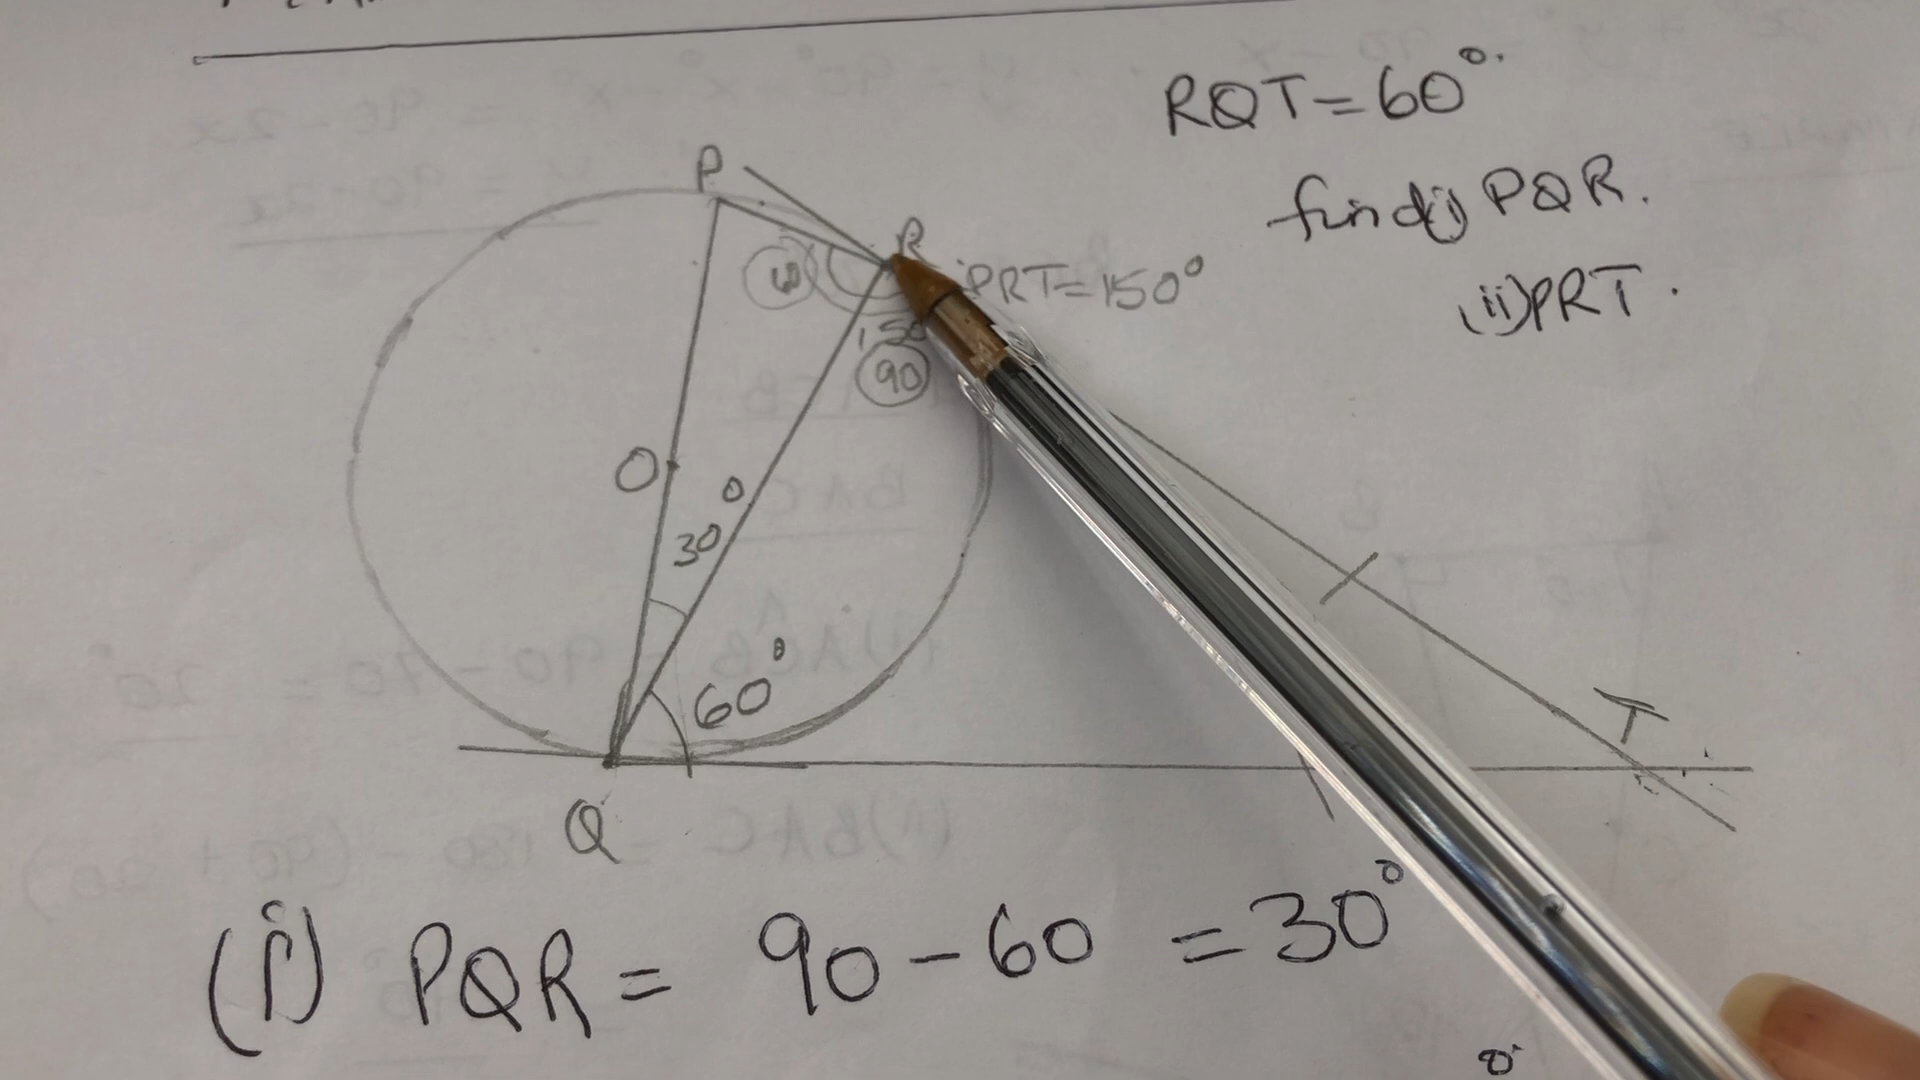 RQT = 60°.
find (i) PQR.
(ii) PRT.
P
R
60
PRT = 150°
150
90
O
30°
60°
T
Q
(i) PQR = 90 - 60 = 30°